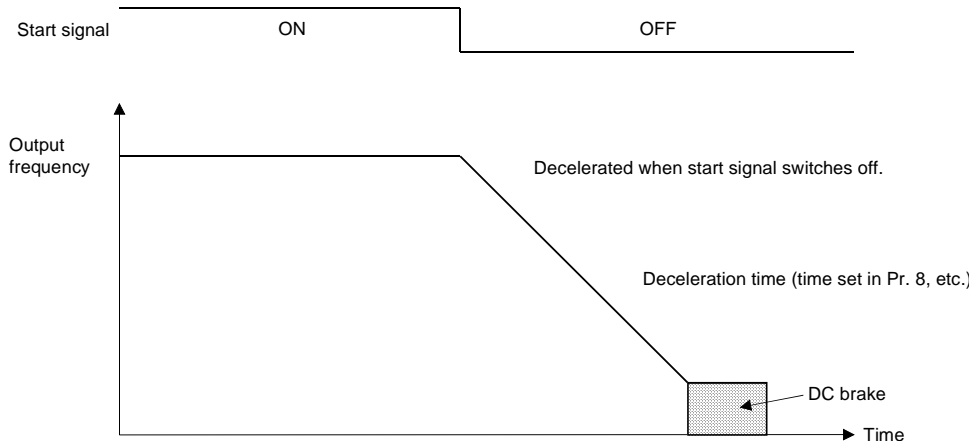 Start signal
ON
OFF
Output
frequency
Decelerated when start signal switches off.
Deceleration time (time set in Pr. 8, etc.)
DC brake
Time